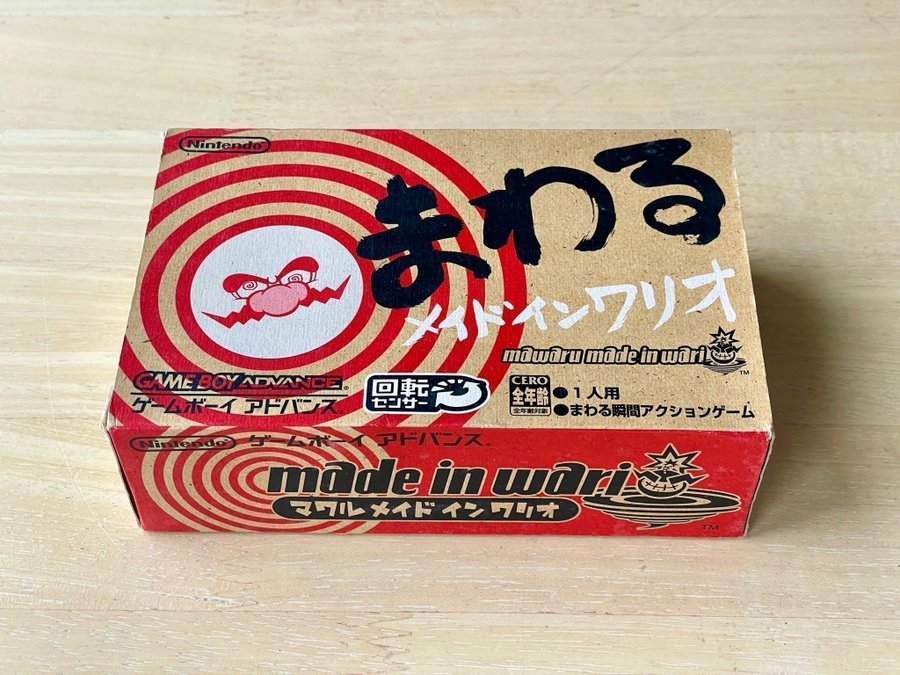 Nintendo
まわる
メイドインワリオ
mawaru made in wario
TM
GAME BOY ADVANCE
ゲームボーイ アドバンス
回転
センサー
CERO
全年齢
全年齢対象
●1人用
●まわる瞬間アクションゲーム
Nintendo
ゲームボーイ アドバンス
made in wario
マワル メイド イン ワリオ
TM